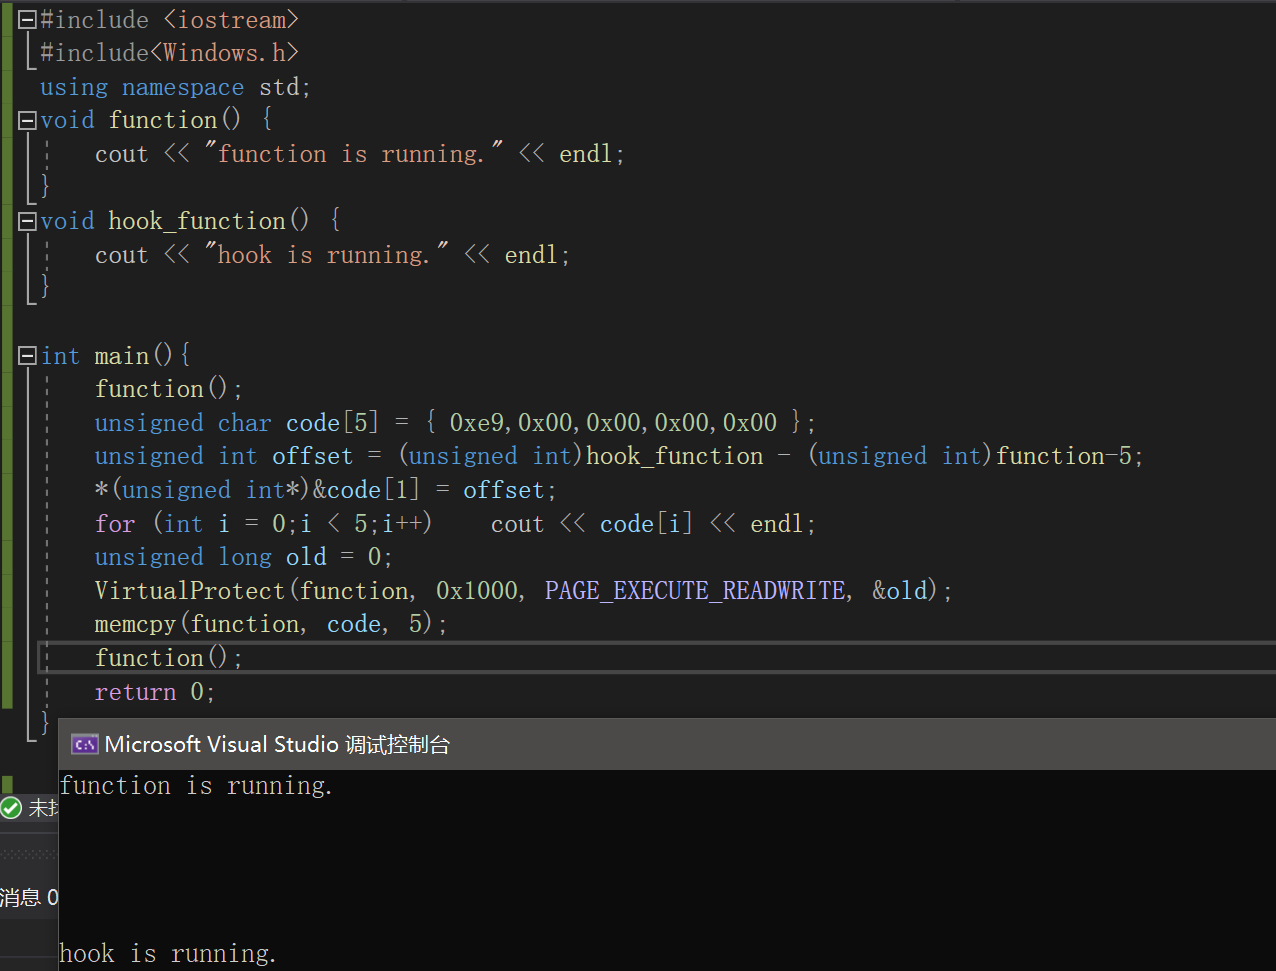 #include <iostream>
#include<Windows.h>
using namespace std;
void function() {
    cout << "function is running." << endl;
}
void hook_function() {
    cout << "hook is running." << endl;
}
int main(){
    function();
    unsigned char code[5] = { 0xe9,0x00,0x00,0x00,0x00 };
    unsigned int offset = (unsigned int)hook_function - (unsigned int)function-5;
    *(unsigned int*)&code[1] = offset;
    for (int i = 0;i < 5;i++)    cout << code[i] << endl;
    unsigned long old = 0;
    VirtualProtect(function, 0x1000, PAGE_EXECUTE_READWRITE, &old);
    memcpy(function, code, 5);
    function();
    return 0;
}
C:\ Microsoft Visual Studio 调试控制台
function is running.
未
消息 0
hook is running.